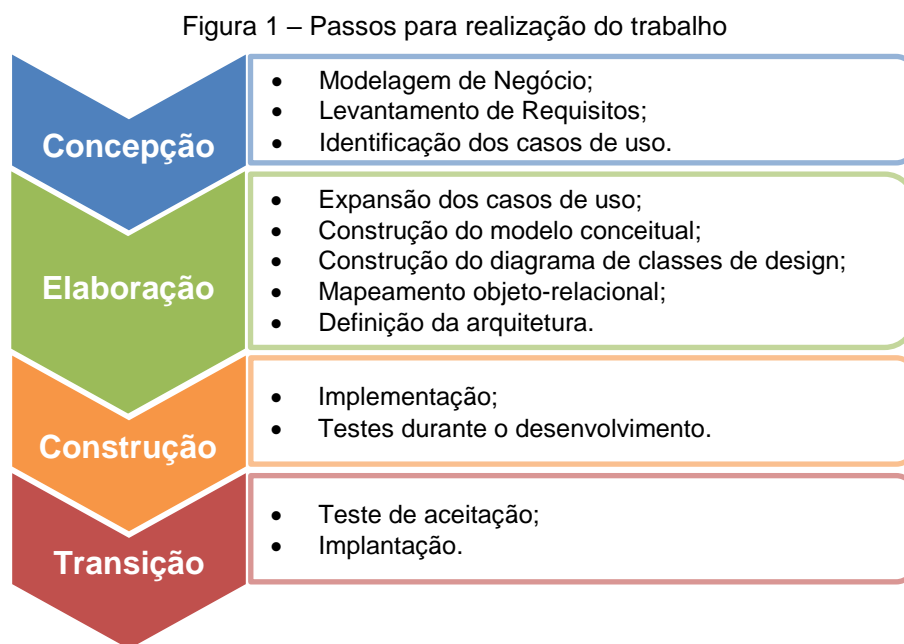 Figura 1 – Passos para realização do trabalho
Concepção
• Modelagem de Negócio;
• Levantamento de Requisitos;
• Identificação dos casos de uso.
Elaboração
• Expansão dos casos de uso;
• Construção do modelo conceitual;
• Construção do diagrama de classes de design;
• Mapeamento objeto-relacional;
• Definição da arquitetura.
Construção
• Implementação;
• Testes durante o desenvolvimento.
Transição
• Teste de aceitação;
• Implantação.